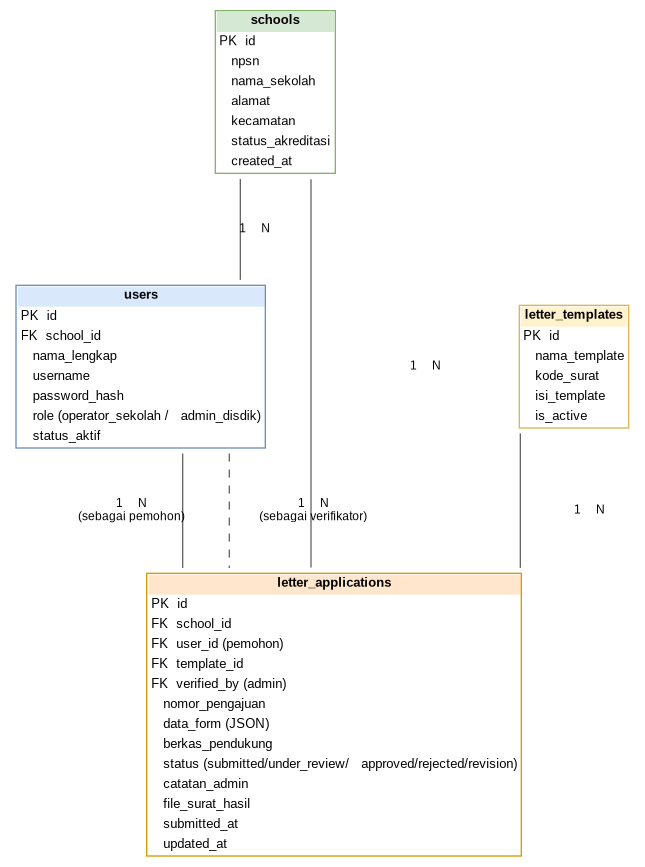 schools
PK id
npsn
nama_sekolah
alamat
kecamatan
status_akreditasi
created_at
1 N
users
PK id
FK school_id
nama_lengkap
username
password_hash
role (operator_sekolah / admin_disdik)
status_aktif
letter_templates
PK id
nama_template
kode_surat
isi_template
is_active
1 N
1 N
(sebagai pemohon)
1 N
(sebagai verifikator)
1 N
letter_applications
PK id
FK school_id
FK user_id (pemohon)
FK template_id
FK verified_by (admin)
nomor_pengajuan
data_form (JSON)
berkas_pendukung
status (submitted/under_review/ approved/rejected/revision)
catatan_admin
file_surat_hasil
submitted_at
updated_at